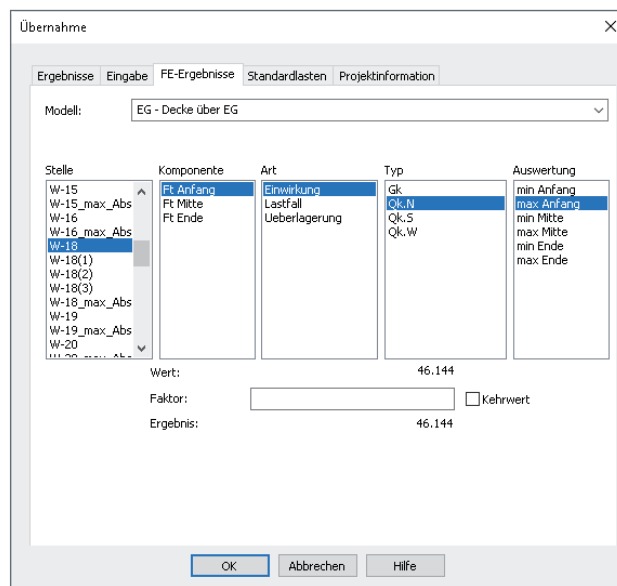 Übernahme
Ergebnisse Eingabe FE-Ergebnisse Standardlasten Projektinformation
Modell: EG - Decke über EG
Stelle Komponente Art Typ Auswertung
W-15 Ft Anfang Einwirkung Gk min Anfang
W-15_max_Abs Ft Mitte Lastfall Qk.N max Anfang
W-16 Ft Ende Ueberlagerung Qk.S min Mitte
W-16_max_Abs Qk.W max Mitte
W-18 min Ende
W-18(1) max Ende
W-18(2)
W-18(3)
W-18_max_Abs
W-19
W-19_max_Abs
W-20
Wert: 46.144
Faktor: Kehrwert
Ergebnis: 46.144
OK Abbrechen Hilfe